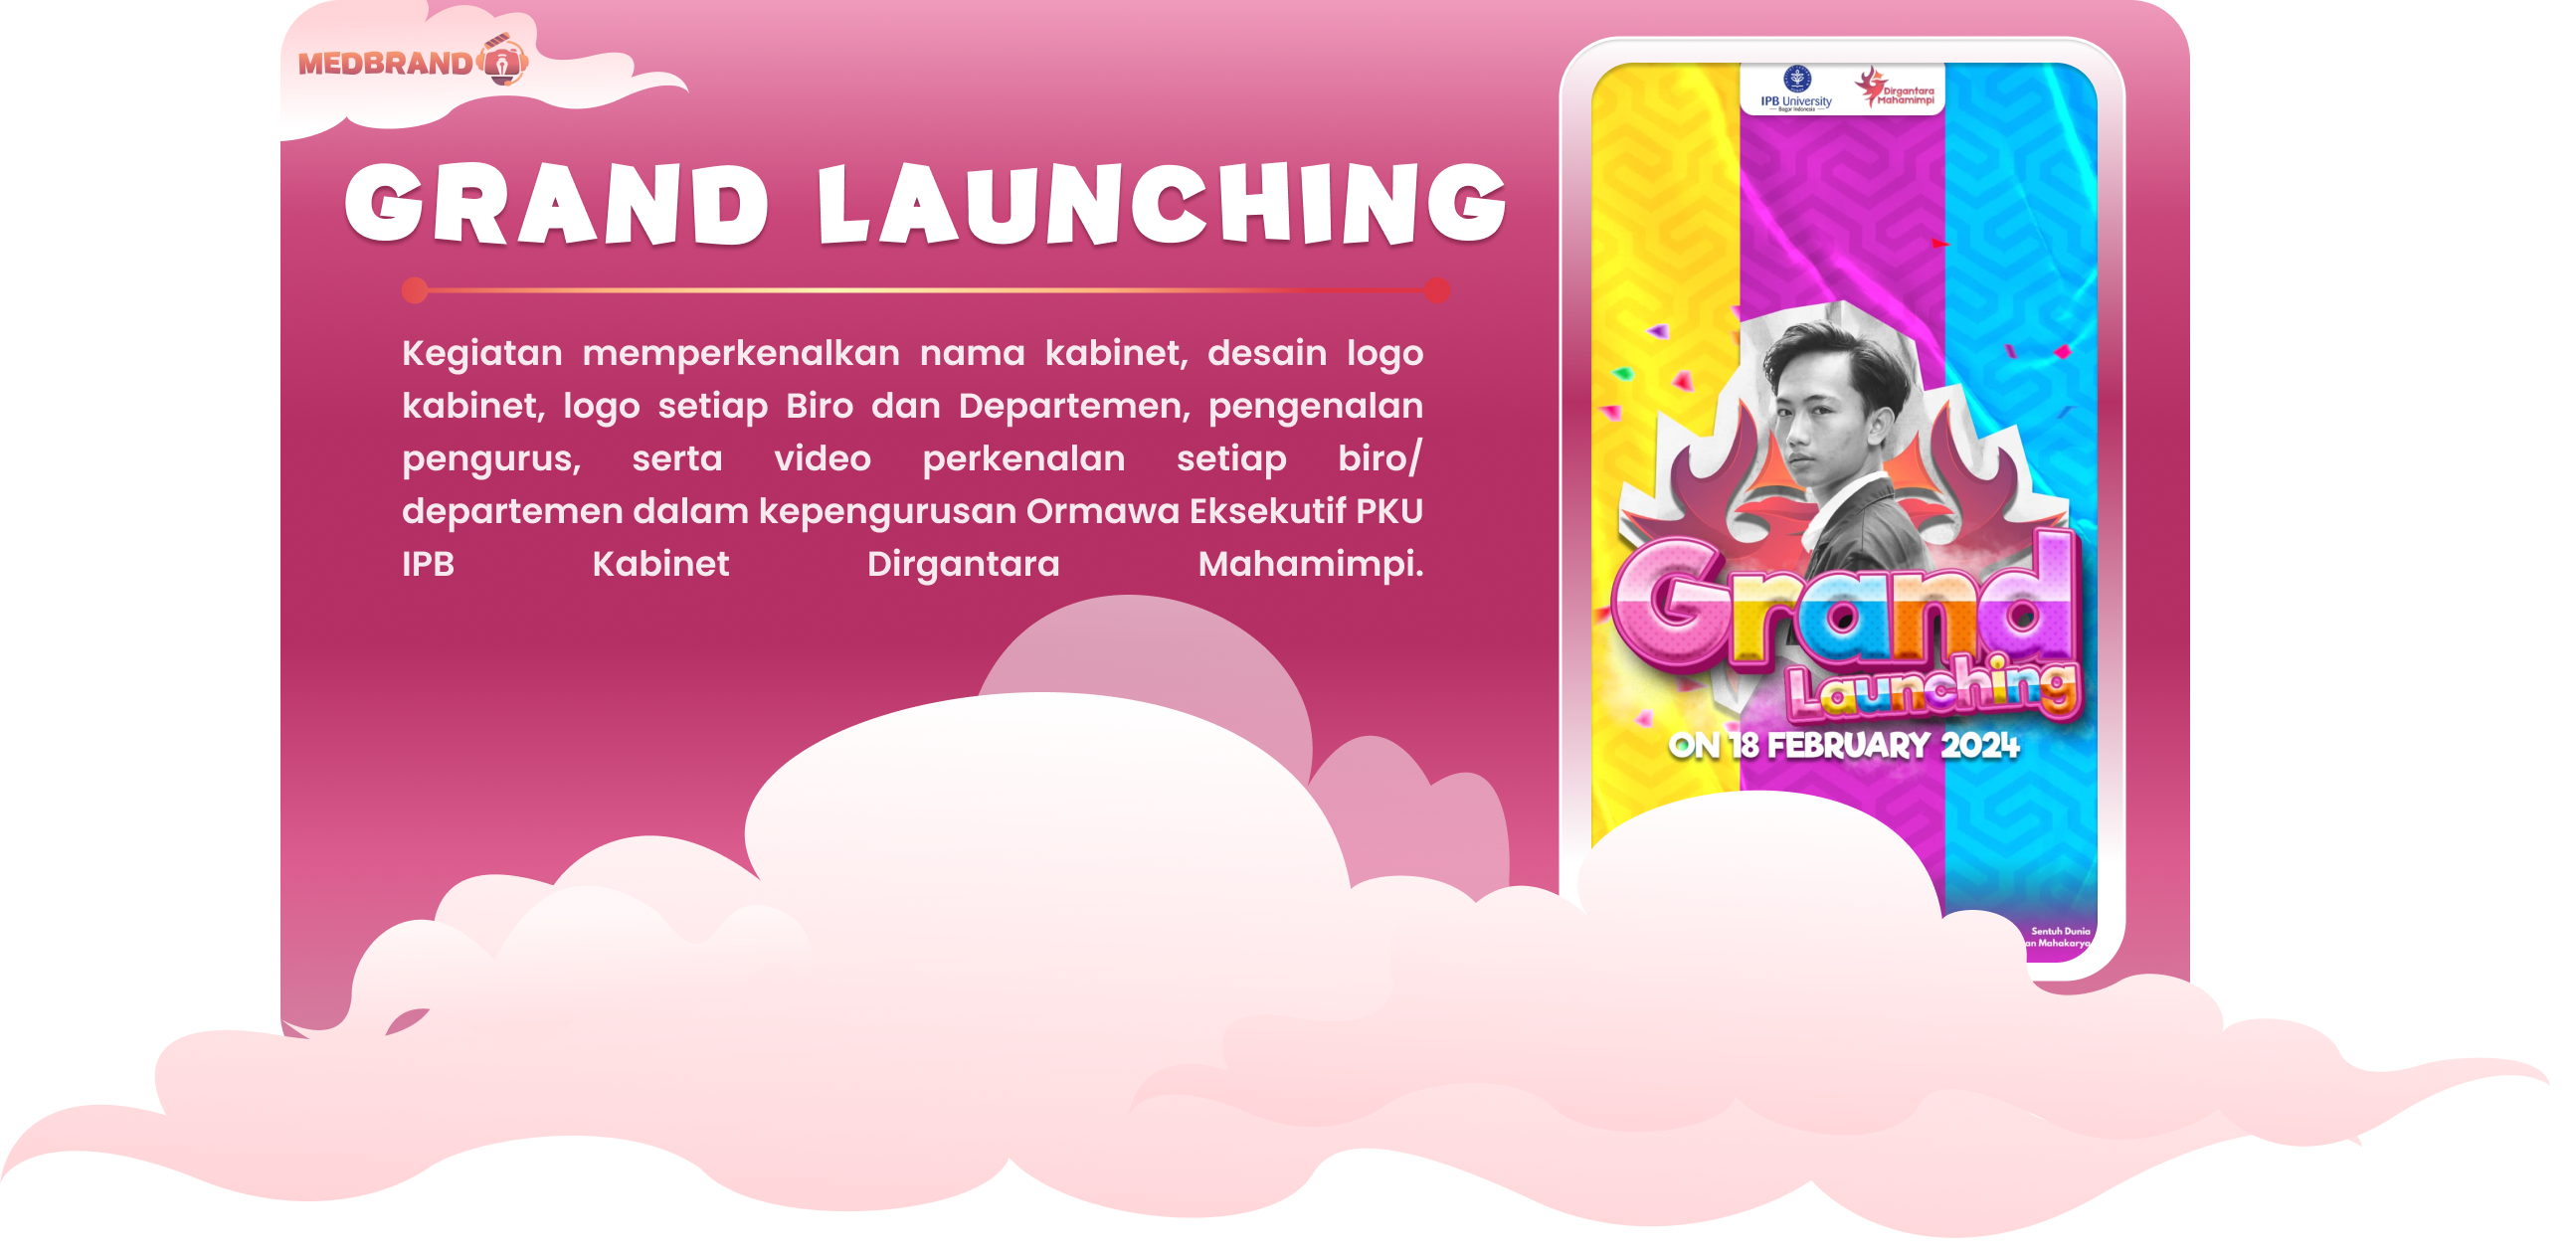 MEDBRAND
GRAND LAUNCHING
Kegiatan memperkenalkan nama kabinet, desain logo
kabinet, logo setiap Biro dan Departemen, pengenalan
pengurus, serta video perkenalan setiap biro/
departemen dalam kepengurusan Ormawa Eksekutif PKU
IPB Kabinet Dirgantara Mahamimpi.
IPB University
Bogor Indonesia
Dirgantara
Mahamimpi
Grand
Launching
ON 18 FEBRUARY 2024
Sentuh Dunia
an Mahakarya